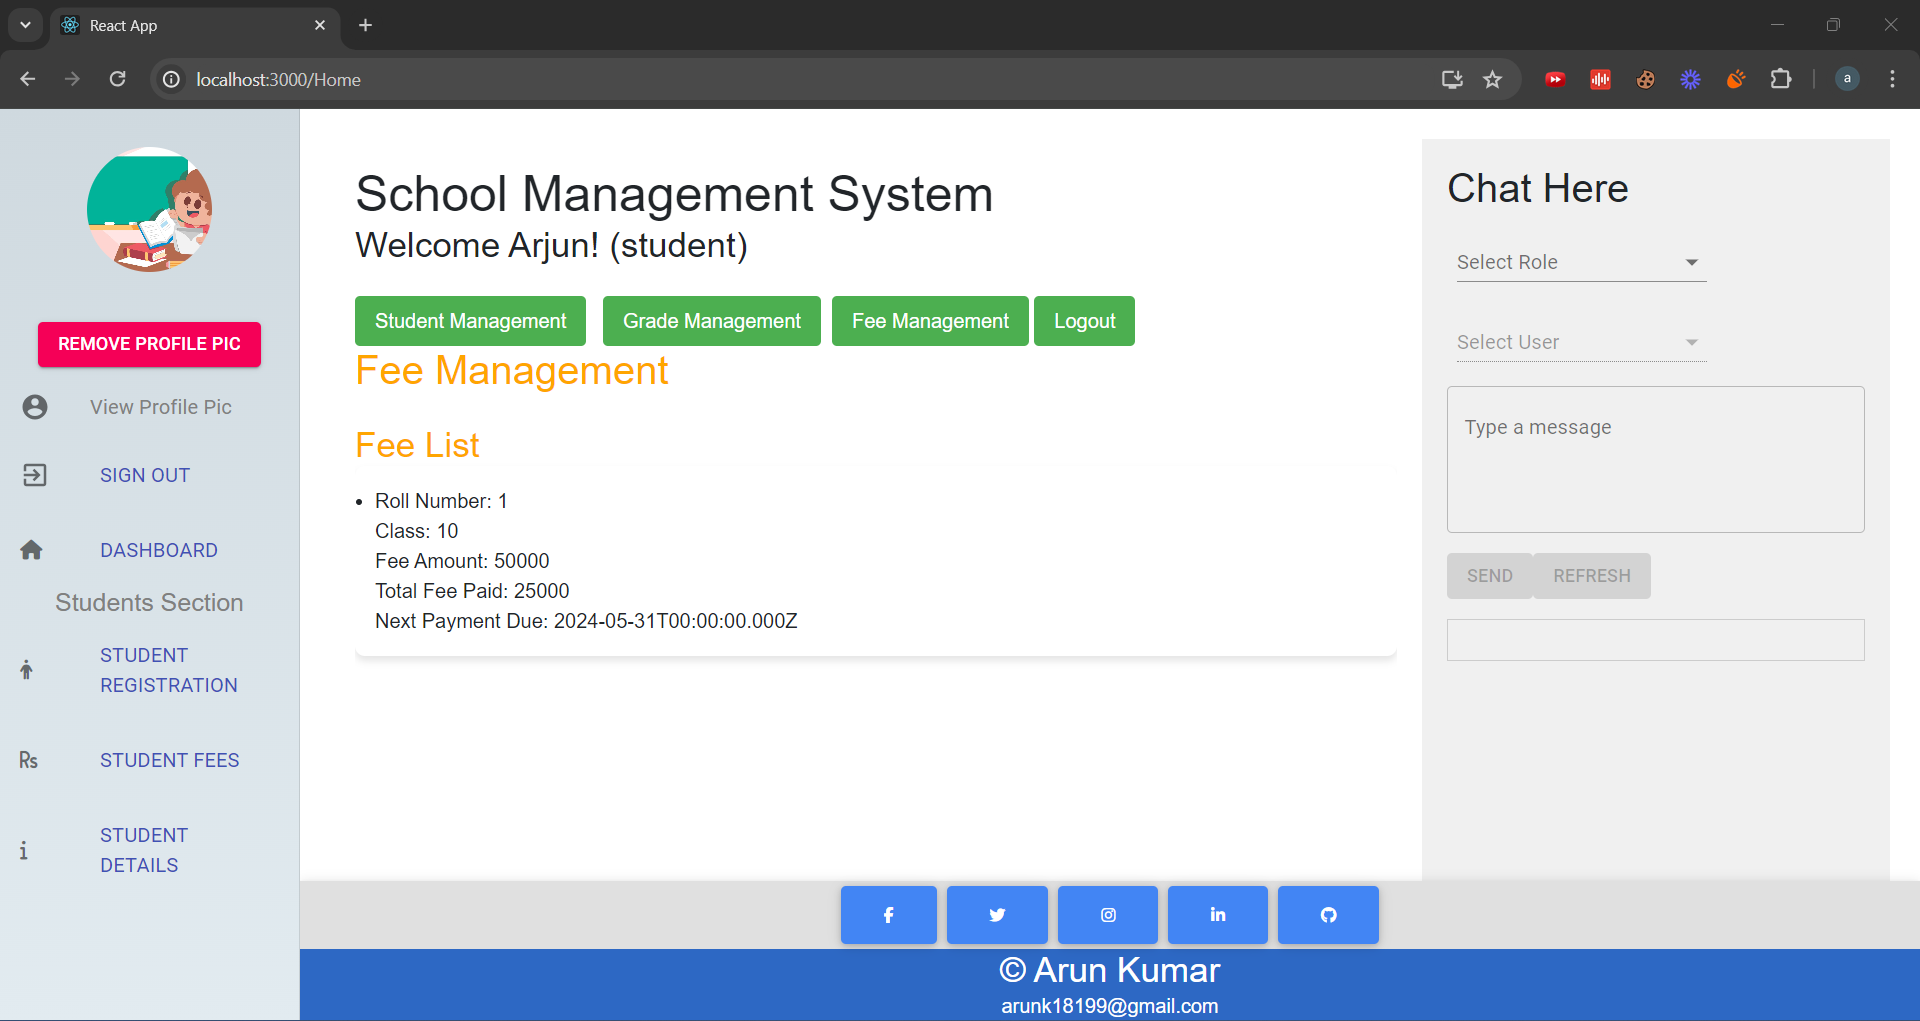 React App
localhost:3000/Home
a
REMOVE PROFILE PIC
View Profile Pic
SIGN OUT
DASHBOARD
Students Section
STUDENT
REGISTRATION
Rs
STUDENT FEES
STUDENT
DETAILS
School Management System
Welcome Arjun! (student)
Student Management
Grade Management
Fee Management
Logout
Fee Management
Fee List
Roll Number: 1
Class: 10
Fee Amount: 50000
Total Fee Paid: 25000
Next Payment Due: 2024-05-31T00:00:00.000Z
Chat Here
Select Role
Select User
Type a message
SEND
REFRESH
© Arun Kumar
arunk18199@gmail.com